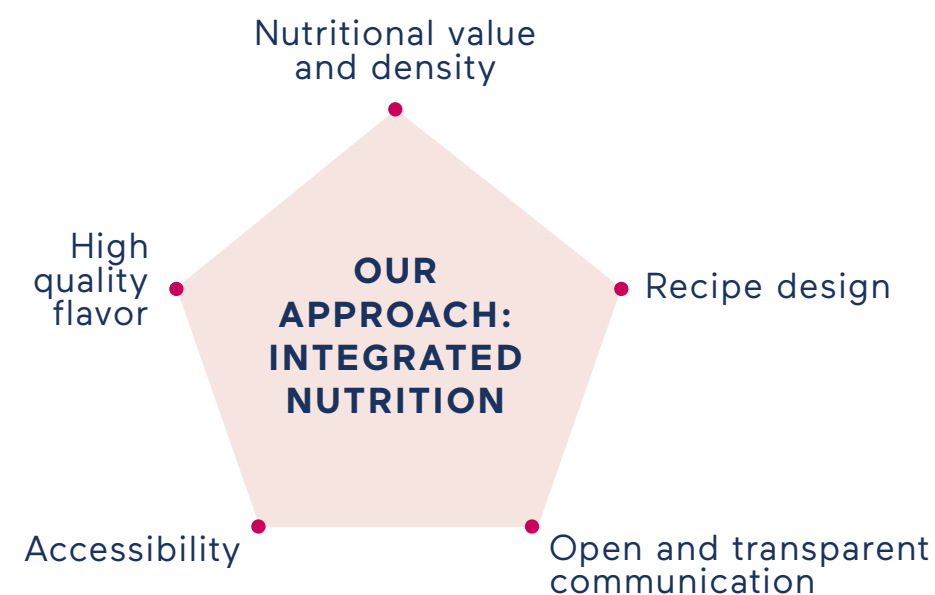 Nutritional value
and density
High
quality
flavor
OUR
APPROACH:
INTEGRATED
NUTRITION
Recipe design
Accessibility
Open and transparent
communication